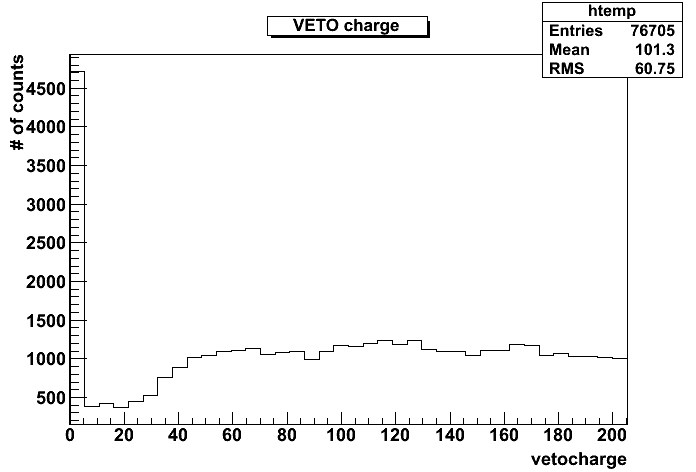 VETO charge
htemp
Entries 76705
Mean 101.3
RMS 60.75
# of counts
4500
4000
3500
3000
2500
2000
1500
1000
500
0 20 40 60 80 100 120 140 160 180 200
vetocharge